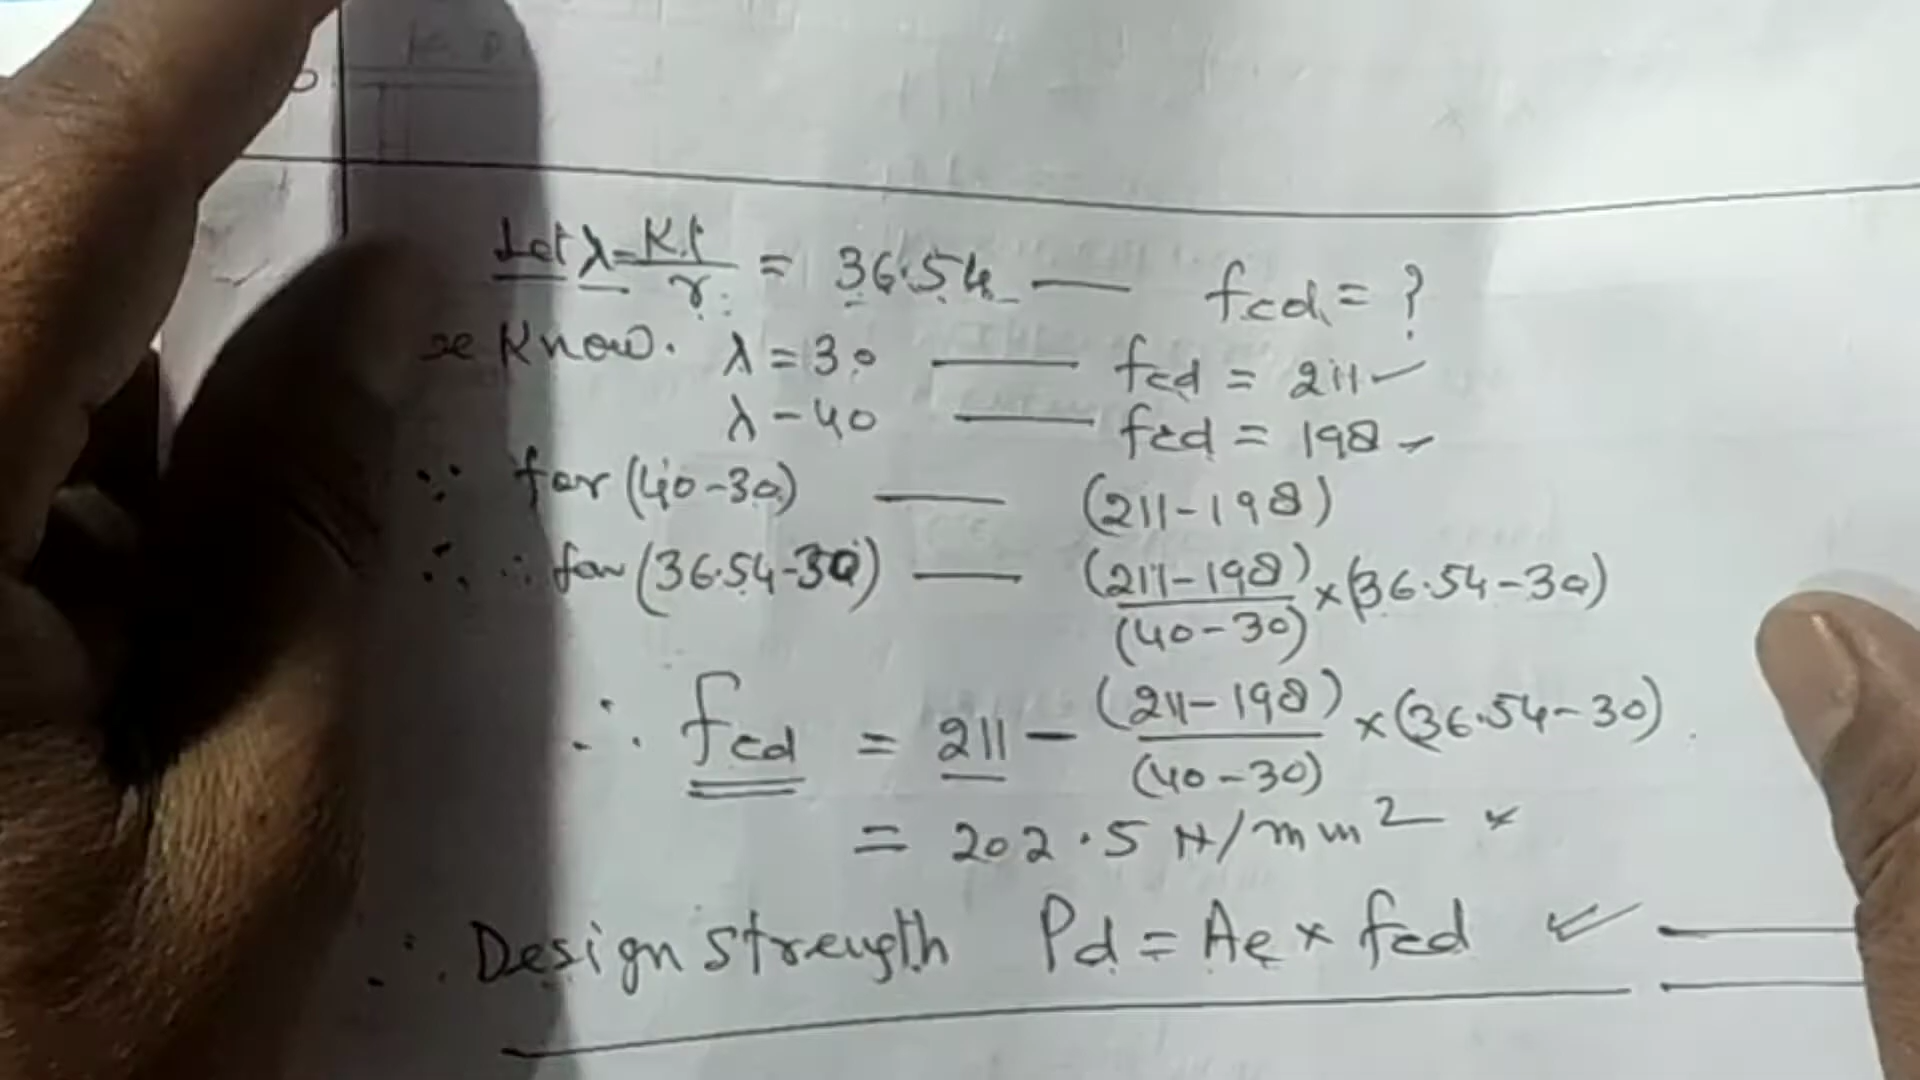 Let λ = Kl/r = 36.54 — fcd = ?
Know. λ = 30 — fcd = 211 ✓
λ - 40 — fcd = 198 ✓
∵ for (40-30) — (211-198)
∴ for (36.54-30) — (211-198)/(40-30) × (36.54-30)
∴ fcd = 211 - (211-198)/(40-30) × (36.54-30)
= 202.5 N/mm²
∴ Design strength Pd = Ae × fcd ✓